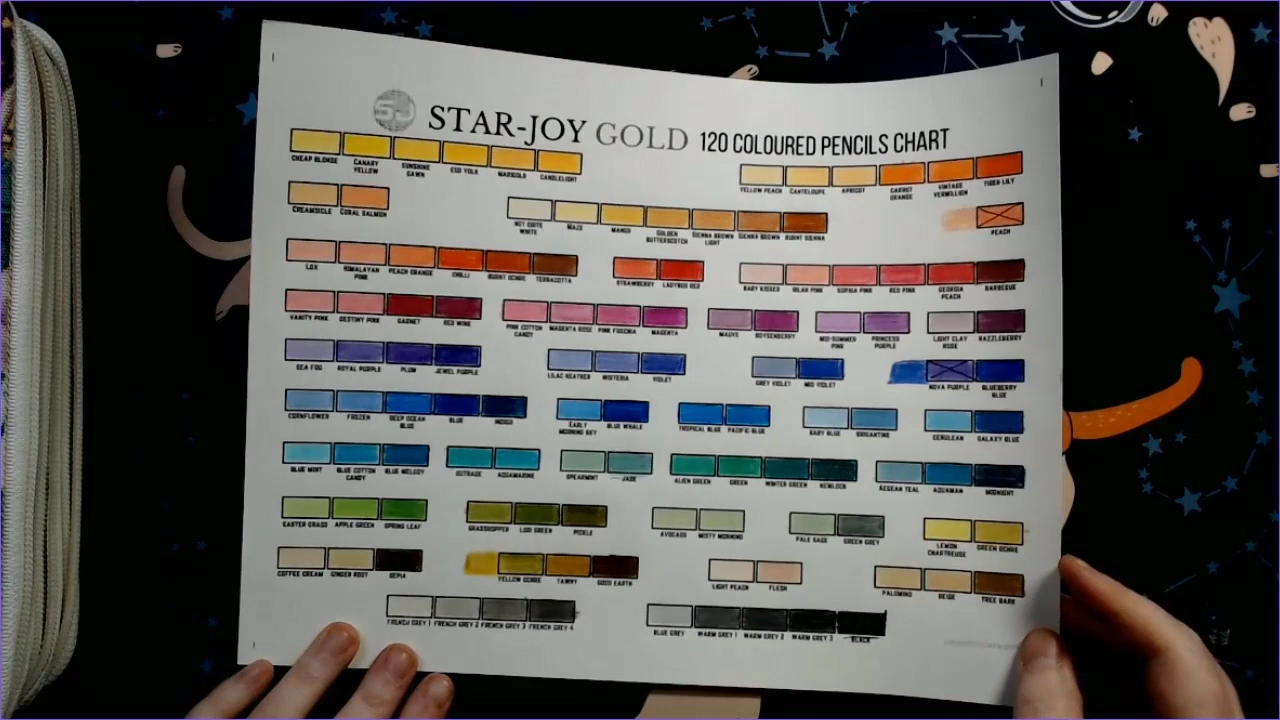 SJ
STAR-JOY GOLD 120 COLOURED PENCILS CHART
CHEAP BLONDE CANARY YELLOW SUNSHINE DAWN EGG YOLK MARIGOLD CANDLELIGHT
YELLOW PEACH CANTELOUPE APRICOT CARROT ORANGE VINTAGE VERMILLION TIGER LILY
CREAMSICLE CORAL SALMON
NOT QUITE WHITE MAZE MANGO GOLDEN BUTTERSCOTCH SIENNA BROWN LIGHT SIENNA BROWN BURNT SIENNA
PEACH
LOX HIMALAYAN PINK PEACH ORANGE CHILLI BURNT OCHRE TERRACOTTA
STRAWBERRY LADYBUG RED
BABY KISSES SOLAR PINK SOPHIA PINK RED PINK GEORGIA PEACH BARBEQUE
VANITY PINK DESTINY PINK GARNET RED WINE
PINK COTTON CANDY MAGENTA ROSE PINK FUSCHIA MAGENTA
MAUVE BOYSENBERRY
MID-SUMMER PINK PRINCESS PURPLE
LIGHT CLAY ROSE RAZZLEBERRY
SEA FOG ROYAL PURPLE PLUM JEWEL PURPLE
LILAC HEATHER WISTERIA VIOLET
GREY VIOLET MID VIOLET
NOVA PURPLE BLUEBERRY BLUE
CORNFLOWER FROZEN DEEP OCEAN BLUE BLUE INDIGO
EARLY MORNING SKY BLUE WHALE
TROPICAL BLUE PACIFIC BLUE
BABY BLUE BRIGANTINE
CERULEAN GALAXY BLUE
BLUE MINT BLUE COTTON CANDY BLUE MELODY
OUTRAGE AQUAMARINE
SPEARMINT JADE
ALIEN GREEN GREEN WINTER GREEN HEMLOCK
AEGEAN TEAL AQUAMAN MIDNIGHT
EASTER GRASS APPLE GREEN SPRING LEAF
GRASSHOPPER LODI GREEN PICKLE
AVOCADO MISTY MORNING
PALE SAGE GREEN GREY
LEMON CHARTREUSE GREEN OCHRE
COFFEE CREAM GINGER ROOT SEPIA
YELLOW OCHRE TAWNY GOOD EARTH
LIGHT PEACH FLESH
PALOMINO BEIGE TREE BARK
FRENCH GREY 1 FRENCH GREY 2 FRENCH GREY 3 FRENCH GREY 4
BLUE GREY WARM GREY 1 WARM GREY 2 WARM GREY 3 BLACK